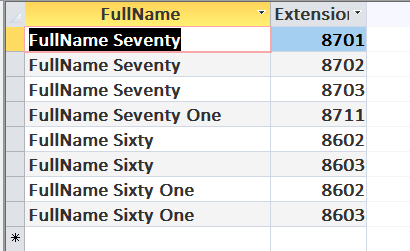 FullName Extension
FullName Seventy 8701
FullName Seventy 8702
FullName Seventy 8703
FullName Seventy One 8711
FullName Sixty 8602
FullName Sixty 8603
FullName Sixty One 8602
FullName Sixty One 8603